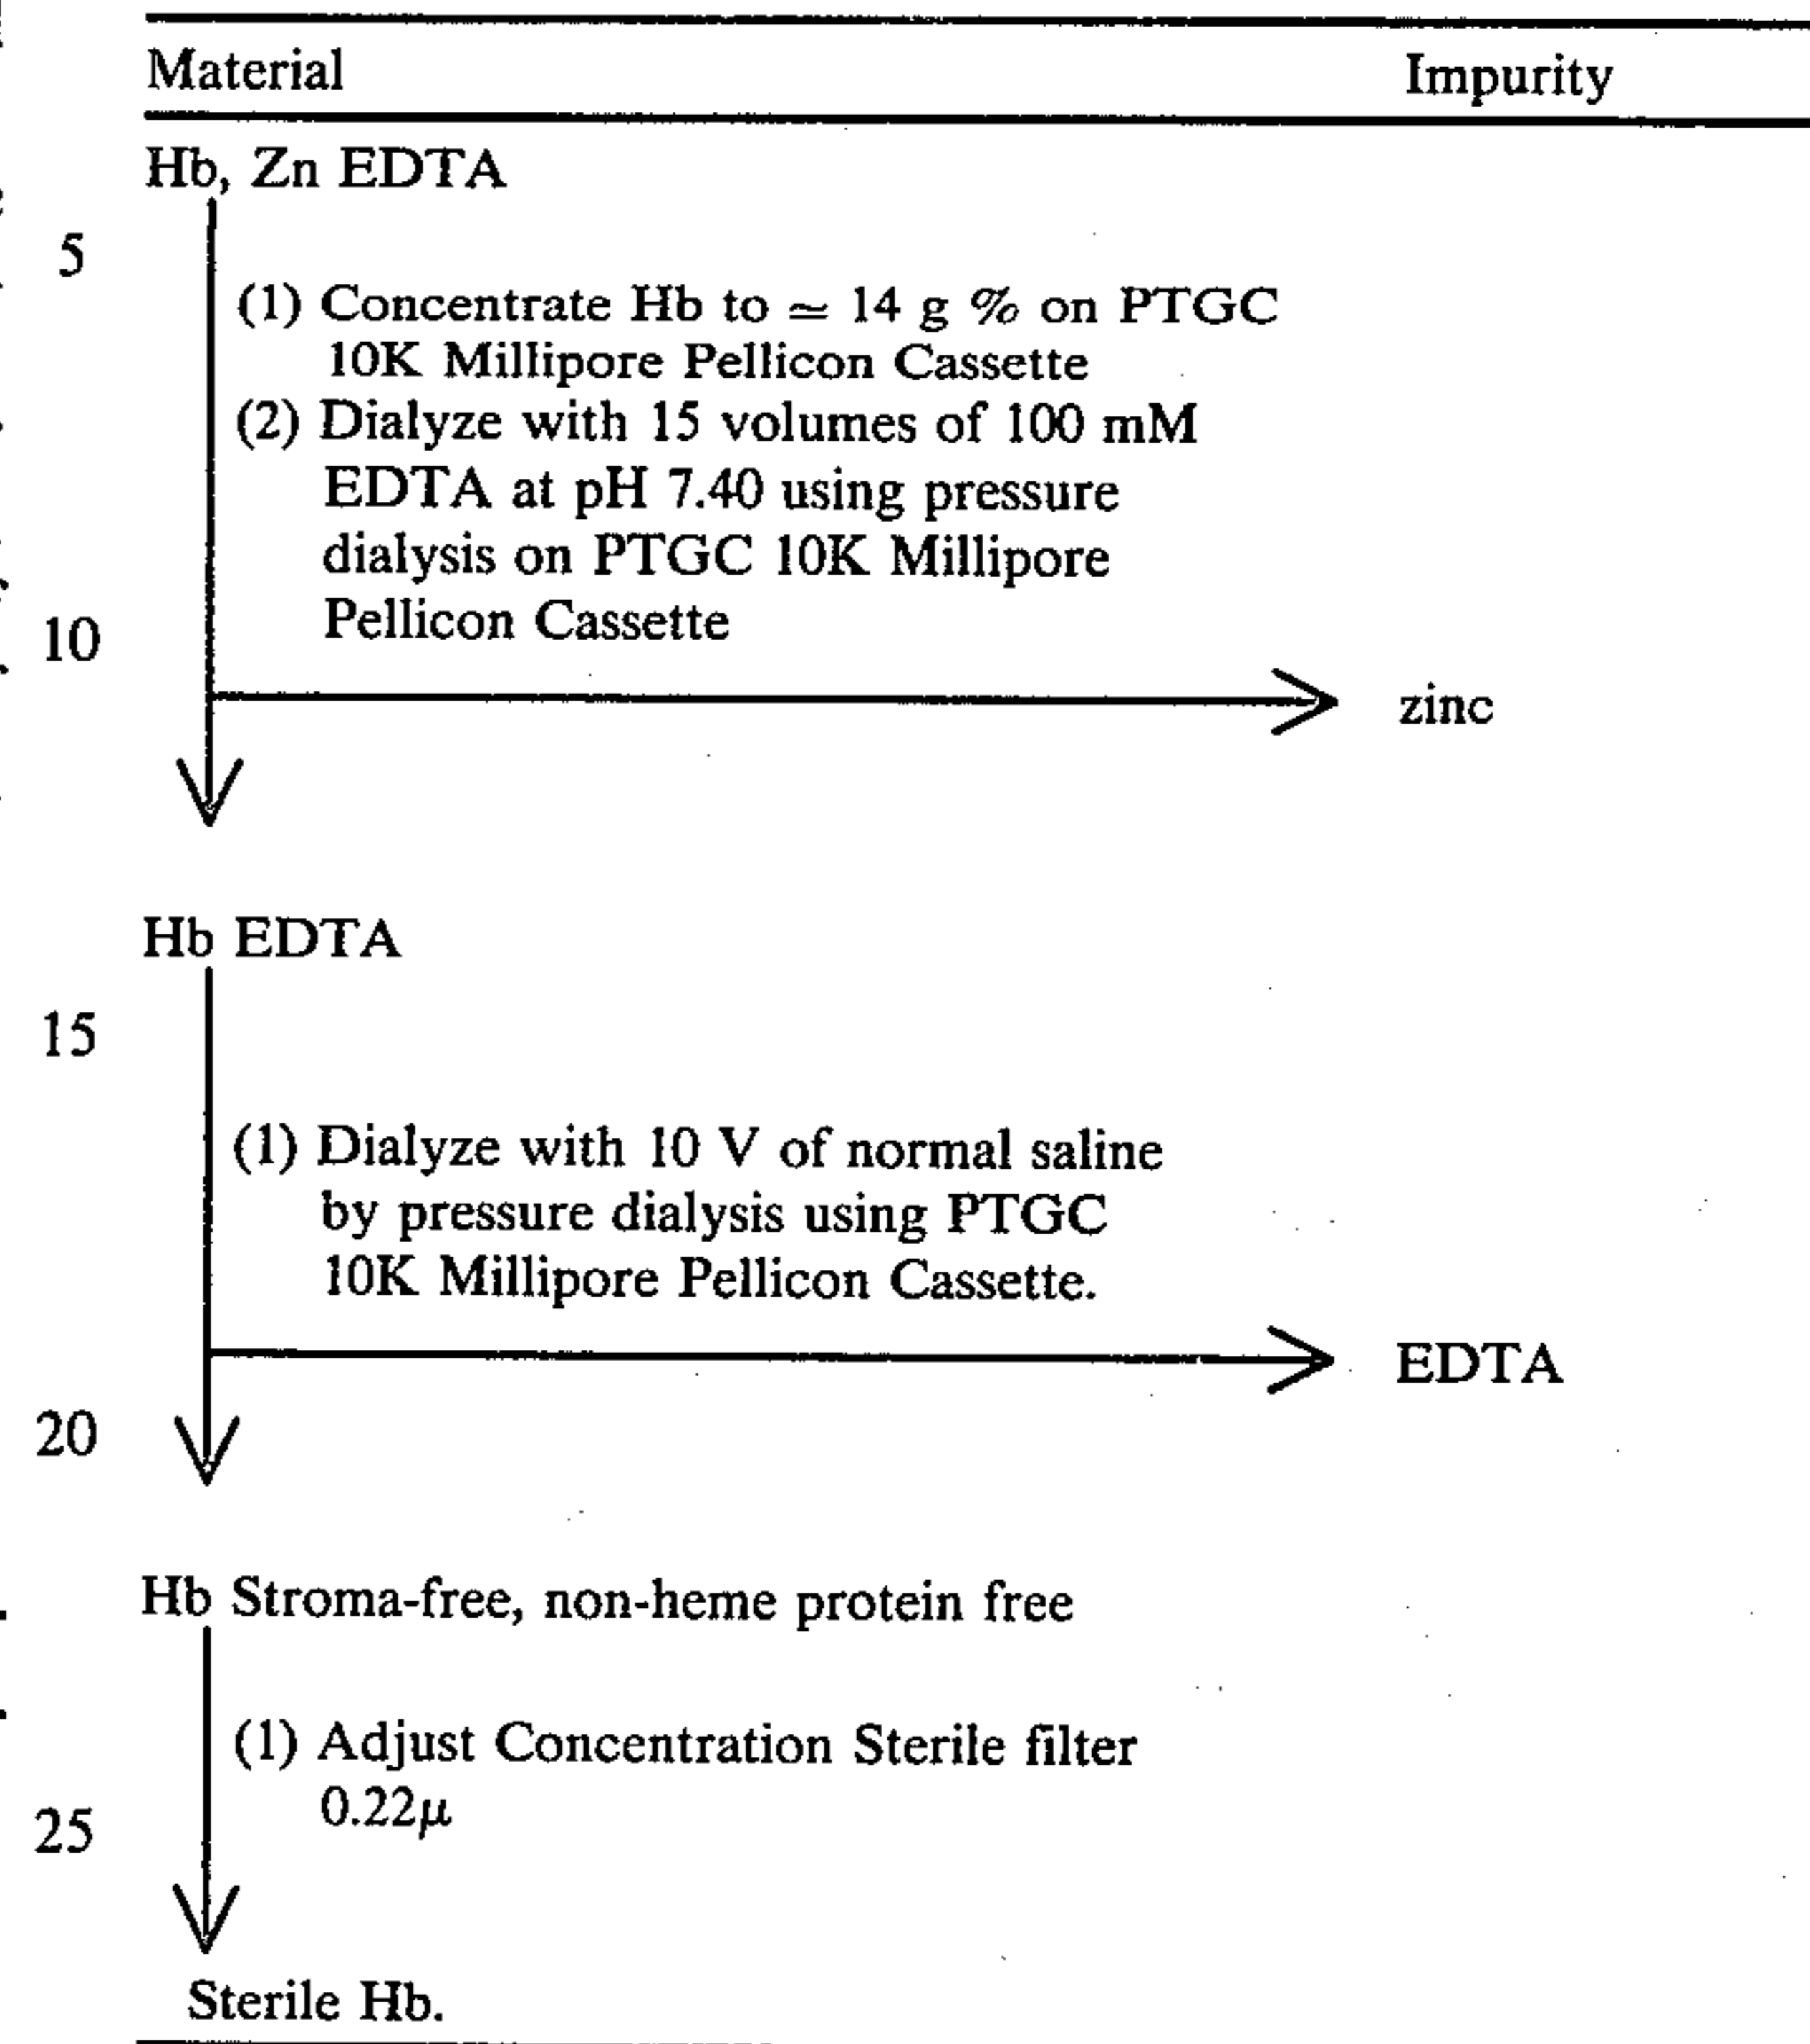 Material Impurity
Hb, Zn EDTA
5
(1) Concentrate Hb to ≃ 14 g % on PTGC
10K Millipore Pellicon Cassette
(2) Dialyze with 15 volumes of 100 mM
EDTA at pH 7.40 using pressure
dialysis on PTGC 10K Millipore
Pellicon Cassette
10
zinc
Hb EDTA
15
(1) Dialyze with 10 V of normal saline
by pressure dialysis using PTGC
10K Millipore Pellicon Cassette.
EDTA
20
Hb Stroma-free, non-heme protein free
(1) Adjust Concentration Sterile filter
0.22μ
25
Sterile Hb.